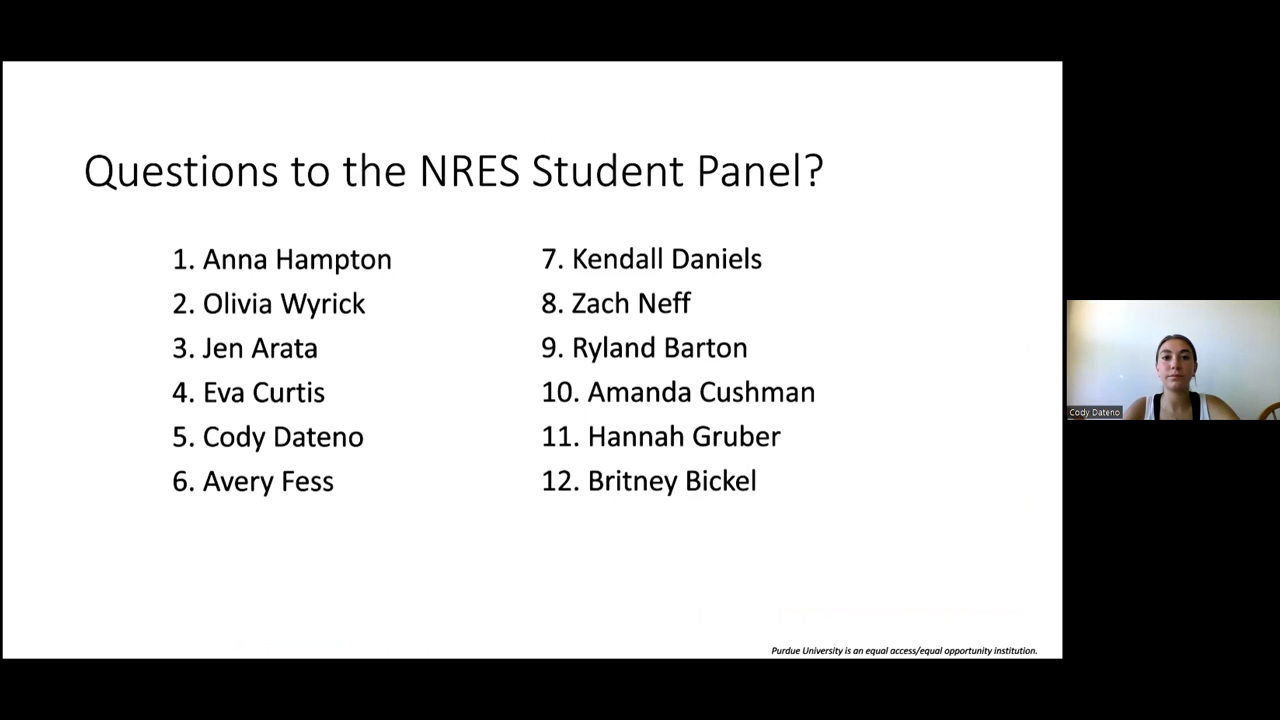 Questions to the NRES Student Panel?
1. Anna Hampton
2. Olivia Wyrick
3. Jen Arata
4. Eva Curtis
5. Cody Dateno
6. Avery Fess
7. Kendall Daniels
8. Zach Neff
9. Ryland Barton
10. Amanda Cushman
11. Hannah Gruber
12. Britney Bickel
Cody Dateno
Purdue University is an equal access/equal opportunity institution.